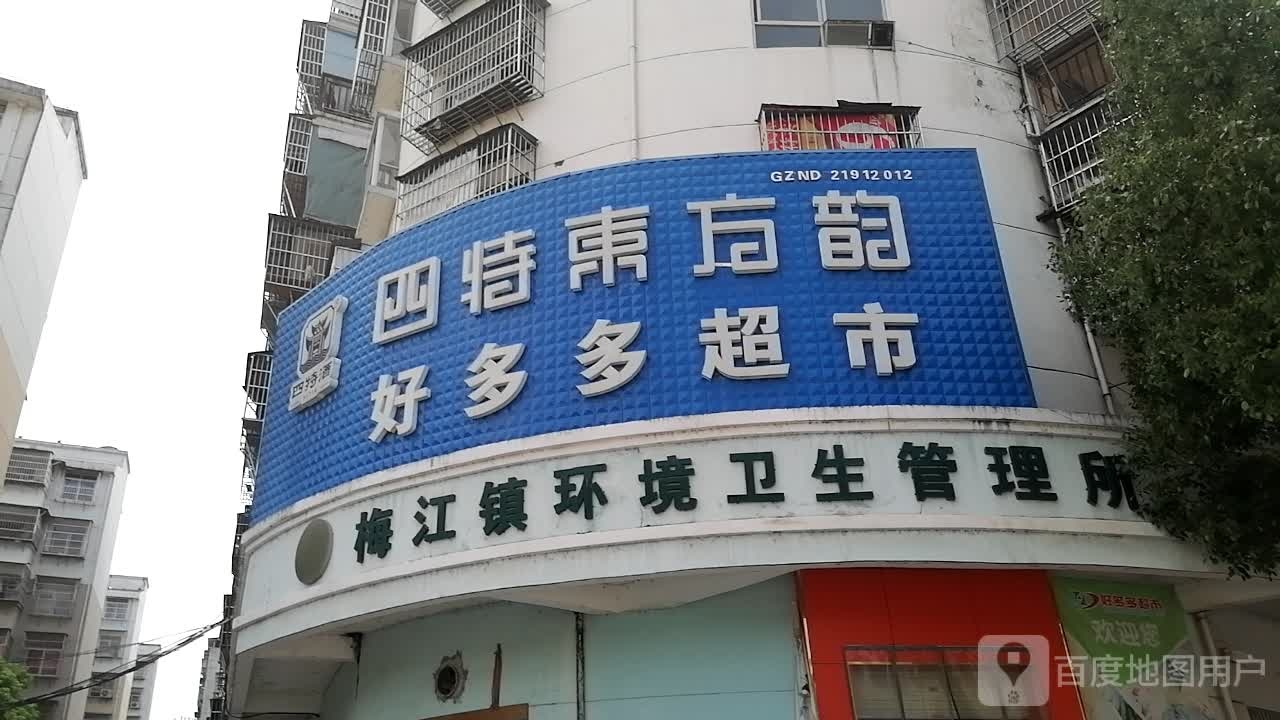 GZND 21912012
四特東方韵
四特酒
好多多超市
梅江镇环境卫生管理所
好多多超市
欢迎您
百度地图用户